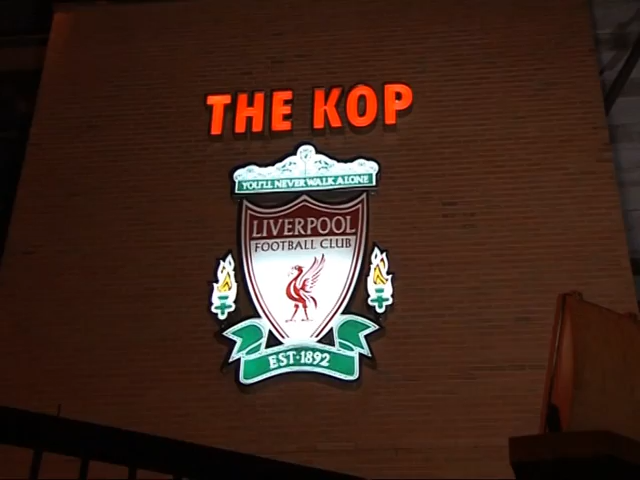 THE KOP
YOU'LL NEVER WALK ALONE
LIVERPOOL
FOOTBALL CLUB
EST·1892